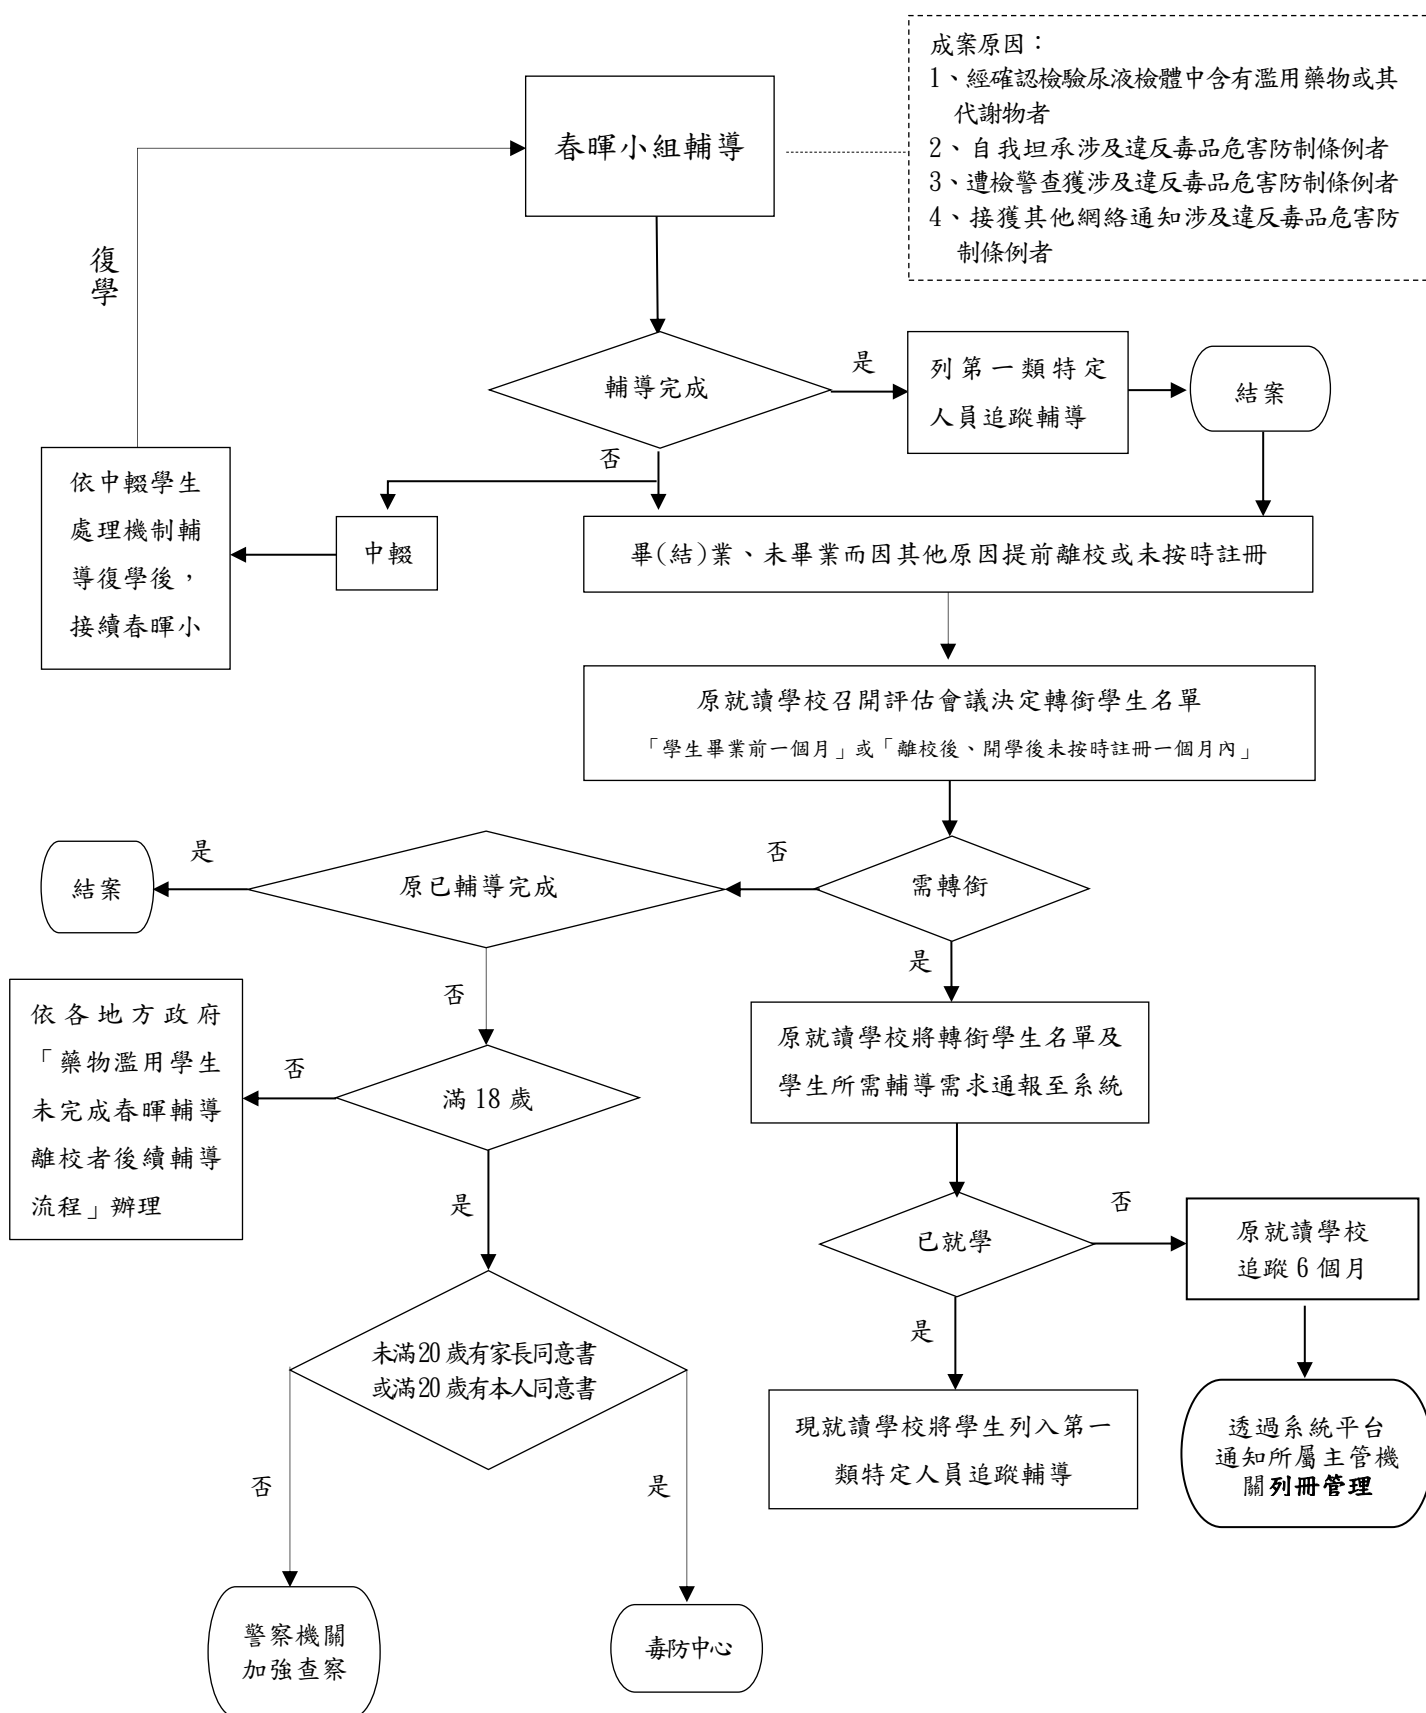 成案原因：
1、經確認檢驗尿液檢體中含有濫用藥物或其
代謝物者
2、自我坦承涉及違反毒品危害防制條例者
3、遭檢警查獲涉及違反毒品危害防制條例者
4、接獲其他網絡通知涉及違反毒品危害防
制條例者
春暉小組輔導
復
學
輔導完成
是
列第一類特定
人員追蹤輔導
結案
否
依中輟學生
處理機制輔
導復學後，
接續春暉小
中輟
畢(結)業、未畢業而因其他原因提前離校或未按時註冊
原就讀學校召開評估會議決定轉銜學生名單
「學生畢業前一個月」或「離校後、開學後未按時註冊一個月內」
結案
是
原已輔導完成
否
需轉銜
是
否
依各地方政府
「藥物濫用學生
未完成春暉輔導
離校者後續輔導
流程」辦理
否
滿18歲
原就讀學校將轉銜學生名單及
學生所需輔導需求通報至系統
是
已就學
否
原就讀學校
追蹤6個月
是
未滿20歲有家長同意書
或滿20歲有本人同意書
現就讀學校將學生列入第一
類特定人員追蹤輔導
透過系統平台
通知所屬主管機
關列冊管理
否
是
警察機關
加強查察
毒防中心